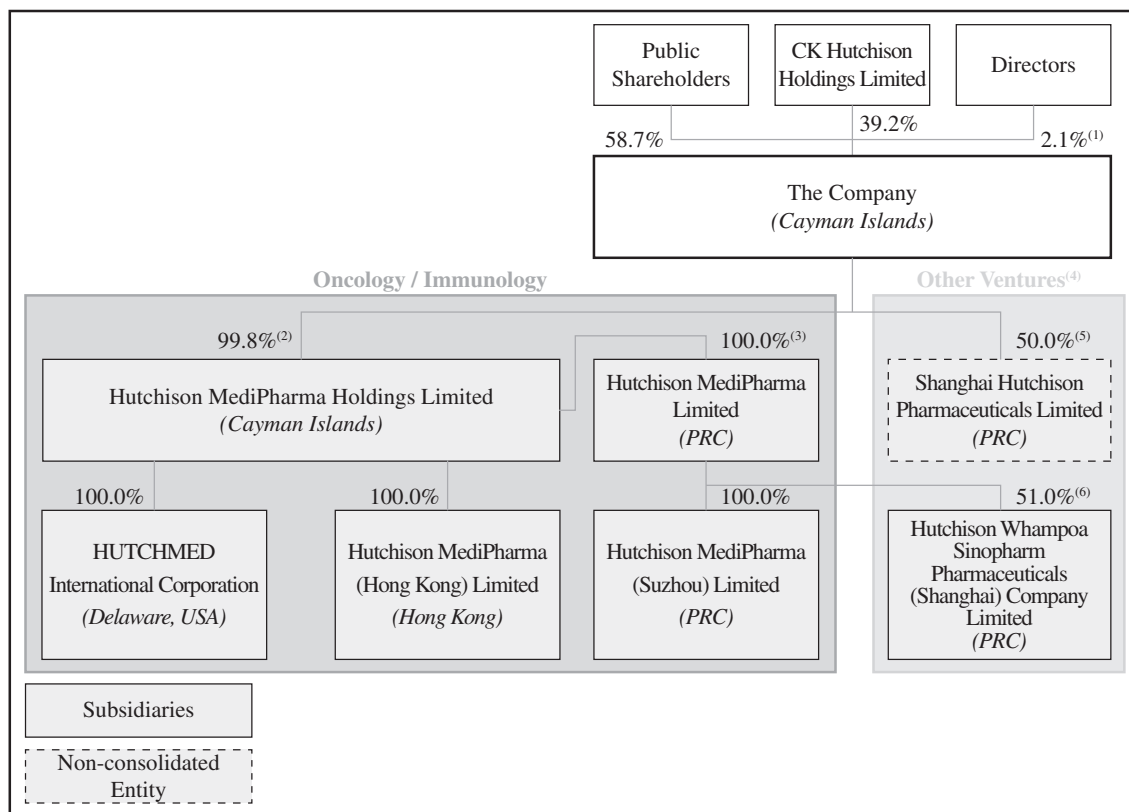 Public
Shareholders
CK Hutchison
Holdings Limited
Directors
58.7%
39.2%
2.1%(1)
The Company
(Cayman Islands)
Oncology / Immunology
Other Ventures(4)
99.8%(2)
100.0%(3)
50.0%(5)
Hutchison MediPharma Holdings Limited
(Cayman Islands)
Hutchison MediPharma
Limited
(PRC)
Shanghai Hutchison
Pharmaceuticals Limited
(PRC)
100.0%
100.0%
100.0%
51.0%(6)
HUTCHMED
International Corporation
(Delaware, USA)
Hutchison MediPharma
(Hong Kong) Limited
(Hong Kong)
Hutchison MediPharma
(Suzhou) Limited
(PRC)
Hutchison Whampoa
Sinopharm
Pharmaceuticals
(Shanghai) Company
Limited
(PRC)
Subsidiaries
Non-consolidated
Entity